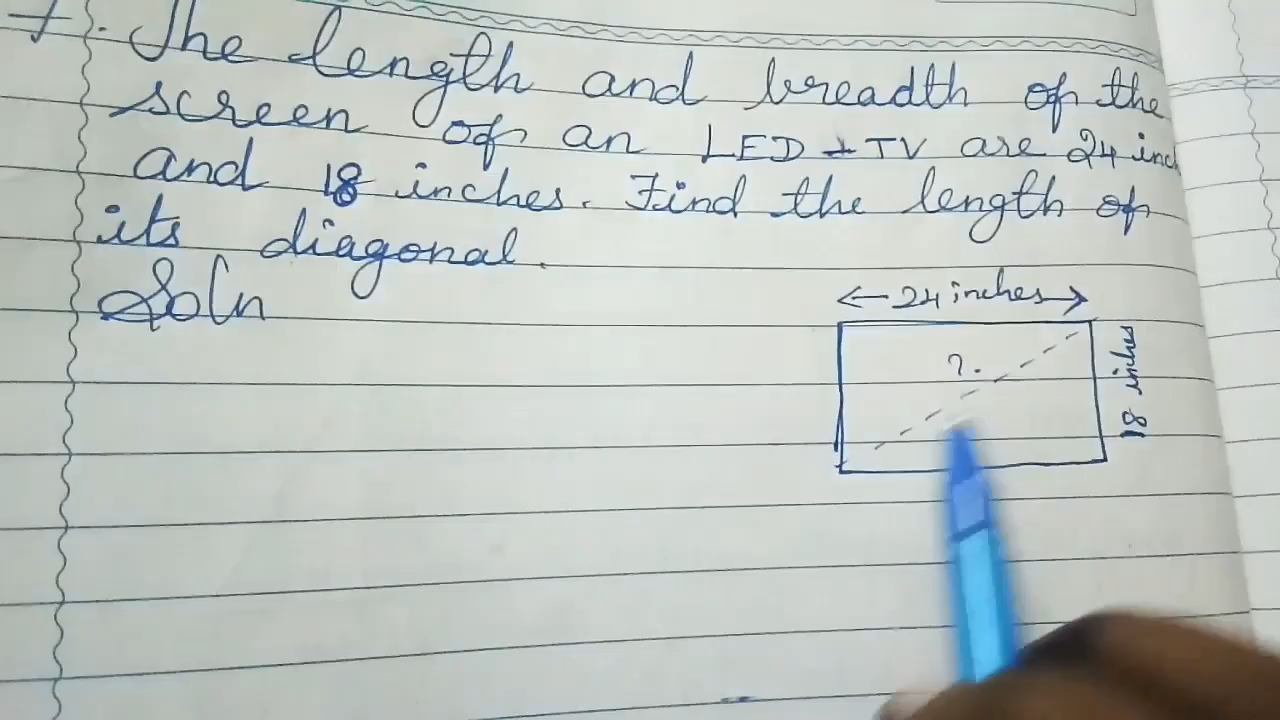 7. The length and breadth of the
screen of an LED TV are 24 inch
and 18 inches. Find the length of
its diagonal.
Soln
24 inches
?.
18 inches